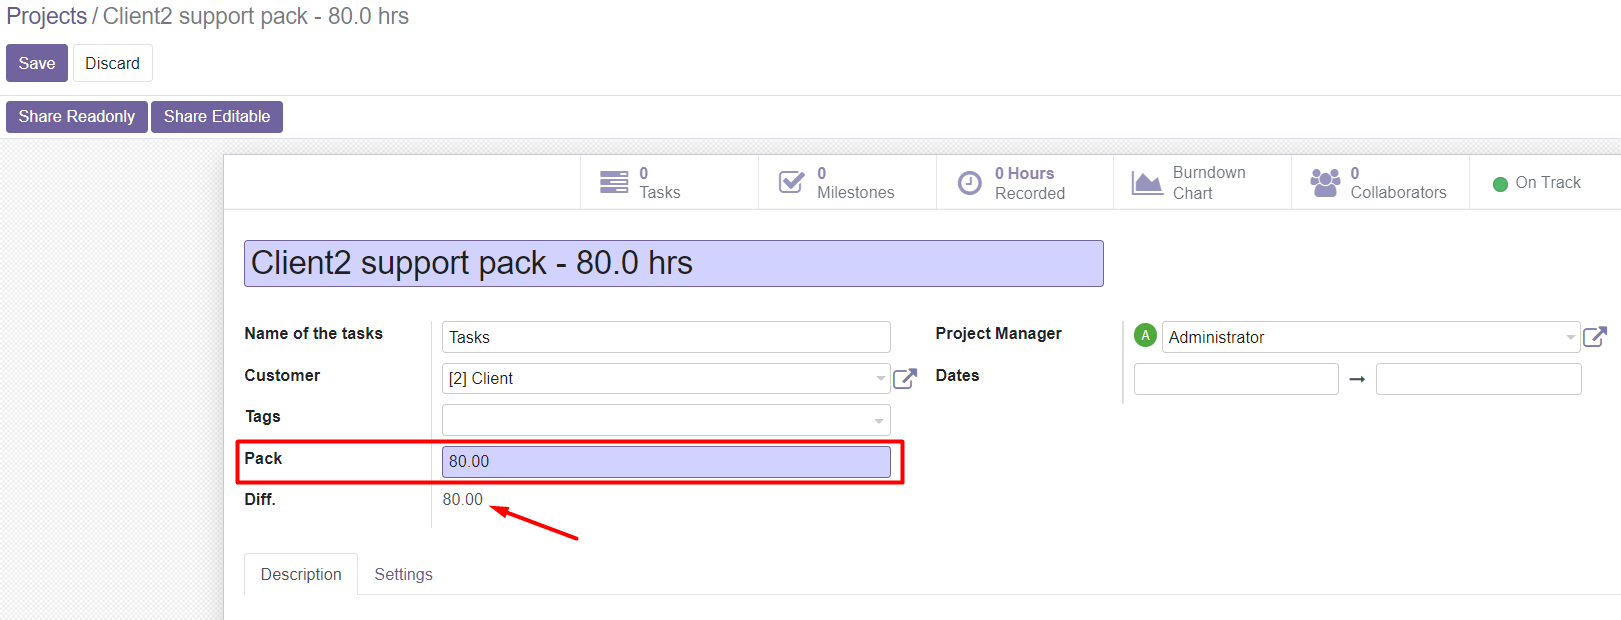 Projects / Client2 support pack - 80.0 hrs
Save Discard
Share Readonly Share Editable
0
Tasks
0
Milestones
0 Hours
Recorded
Burndown
Chart
0
Collaborators
On Track
Client2 support pack - 80.0 hrs
Name of the tasks Tasks
Project Manager A Administrator
Customer [2] Client
Dates
Tags
Pack 80.00
Diff. 80.00
Description Settings